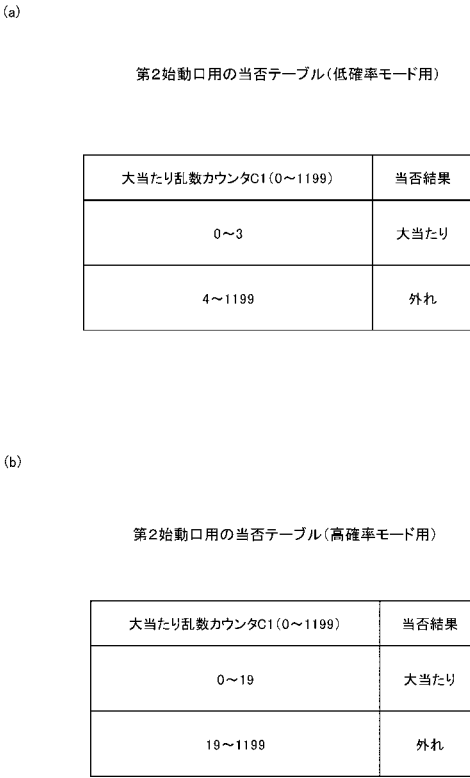 (a)
第2始動口用の当否テーブル(低確率モード用)
大当たり乱数カウンタC1(0～1199) 当否結果
0～3 大当たり
4～1199 外れ
(b)
第2始動口用の当否テーブル(高確率モード用)
大当たり乱数カウンタC1(0～1199) 当否結果
0～19 大当たり
19～1199 外れ